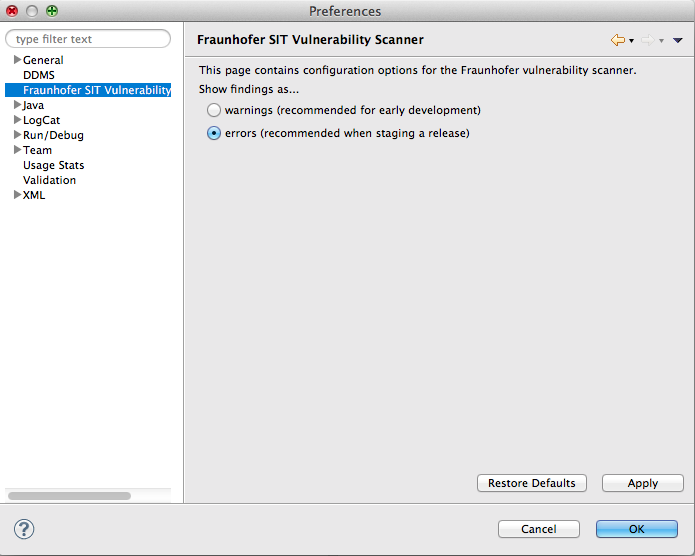 Preferences
type filter text
General
DDMS
Fraunhofer SIT Vulnerability
Java
LogCat
Run/Debug
Team
Usage Stats
Validation
XML
Fraunhofer SIT Vulnerability Scanner
This page contains configuration options for the Fraunhofer vulnerability scanner.
Show findings as...
warnings (recommended for early development)
errors (recommended when staging a release)
Restore Defaults
Apply
?
Cancel
OK